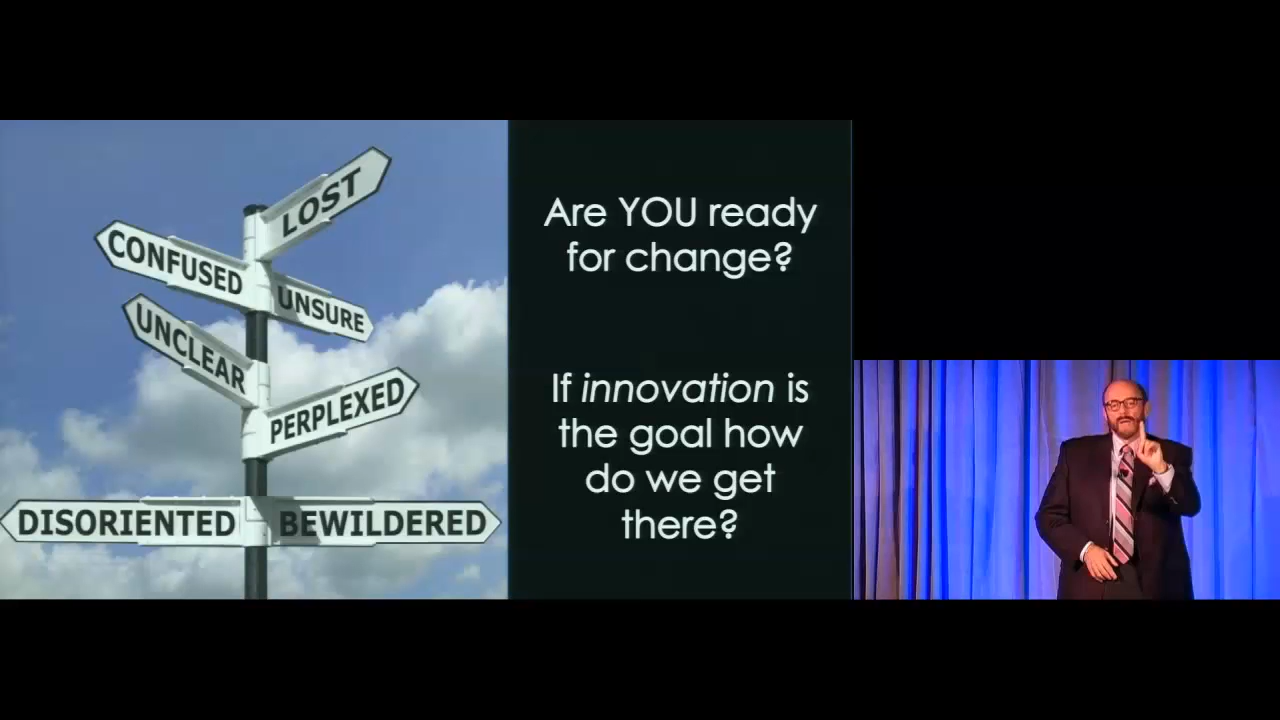 LOST
CONFUSED
UNSURE
UNCLEAR
PERPLEXED
DISORIENTED
BEWILDERED
Are YOU ready
for change?
If innovation is
the goal how
do we get
there?